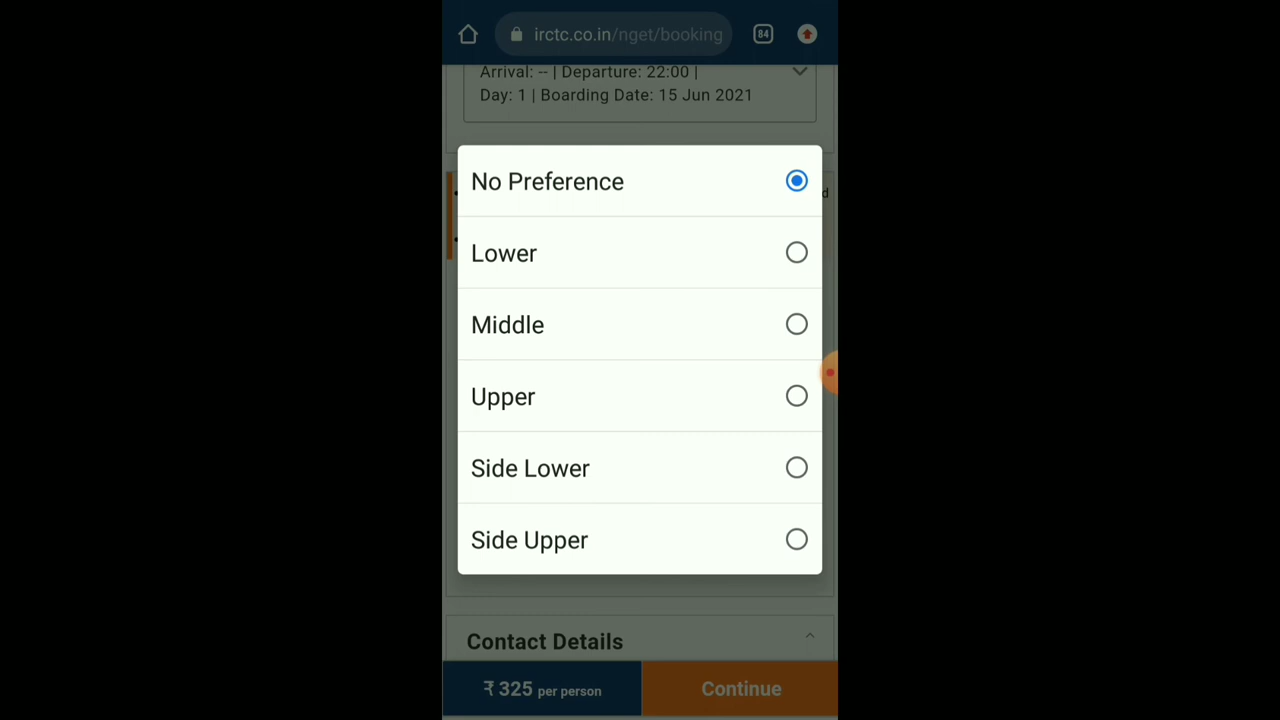 irctc.co.in/nget/booking
84
Arrival: -- | Departure: 22:00 |
Day: 1 | Boarding Date: 15 Jun 2021
d
No Preference
Lower
Middle
Upper
Side Lower
Side Upper
Contact Details
₹ 325 per person
Continue